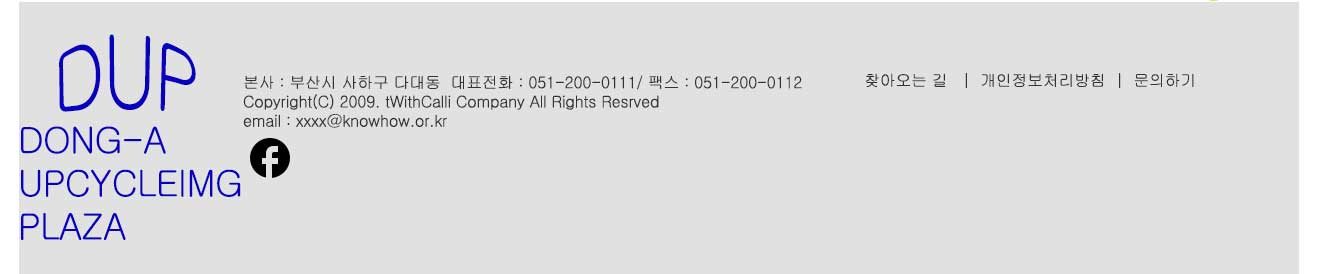 DUP
DONG-A
UPCYCLEIMG
PLAZA
본사 : 부산시 사하구 다대동 대표전화 : 051-200-0111/ 팩스 : 051-200-0112
Copyright(C) 2009. tWithCalli Company All Rights Resrved
email : xxxx@knowhow.or.kr
찾아오는 길 | 개인정보처리방침 | 문의하기